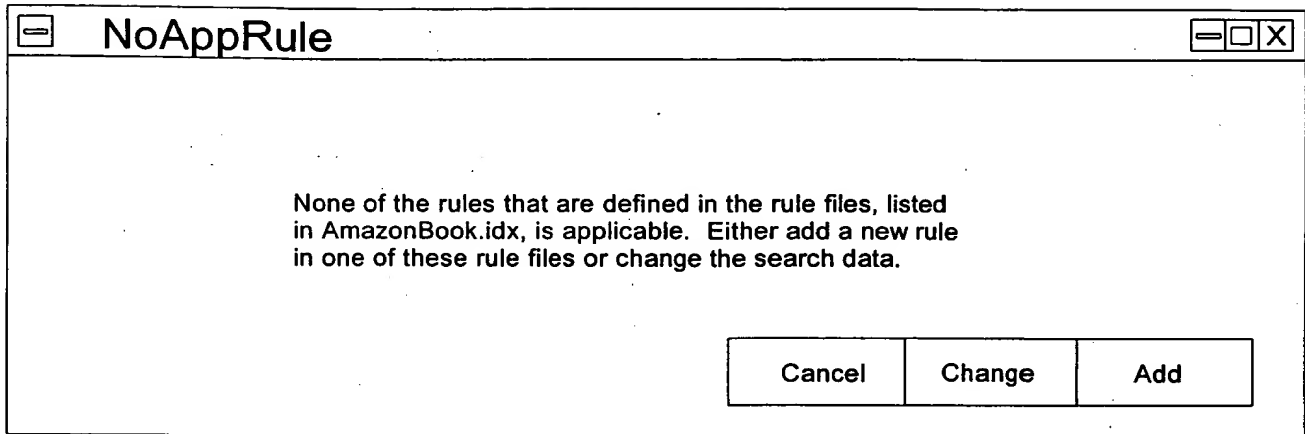 NoAppRule
None of the rules that are defined in the rule files, listed
in AmazonBook.idx, is applicable. Either add a new rule
in one of these rule files or change the search data.
Cancel Change Add